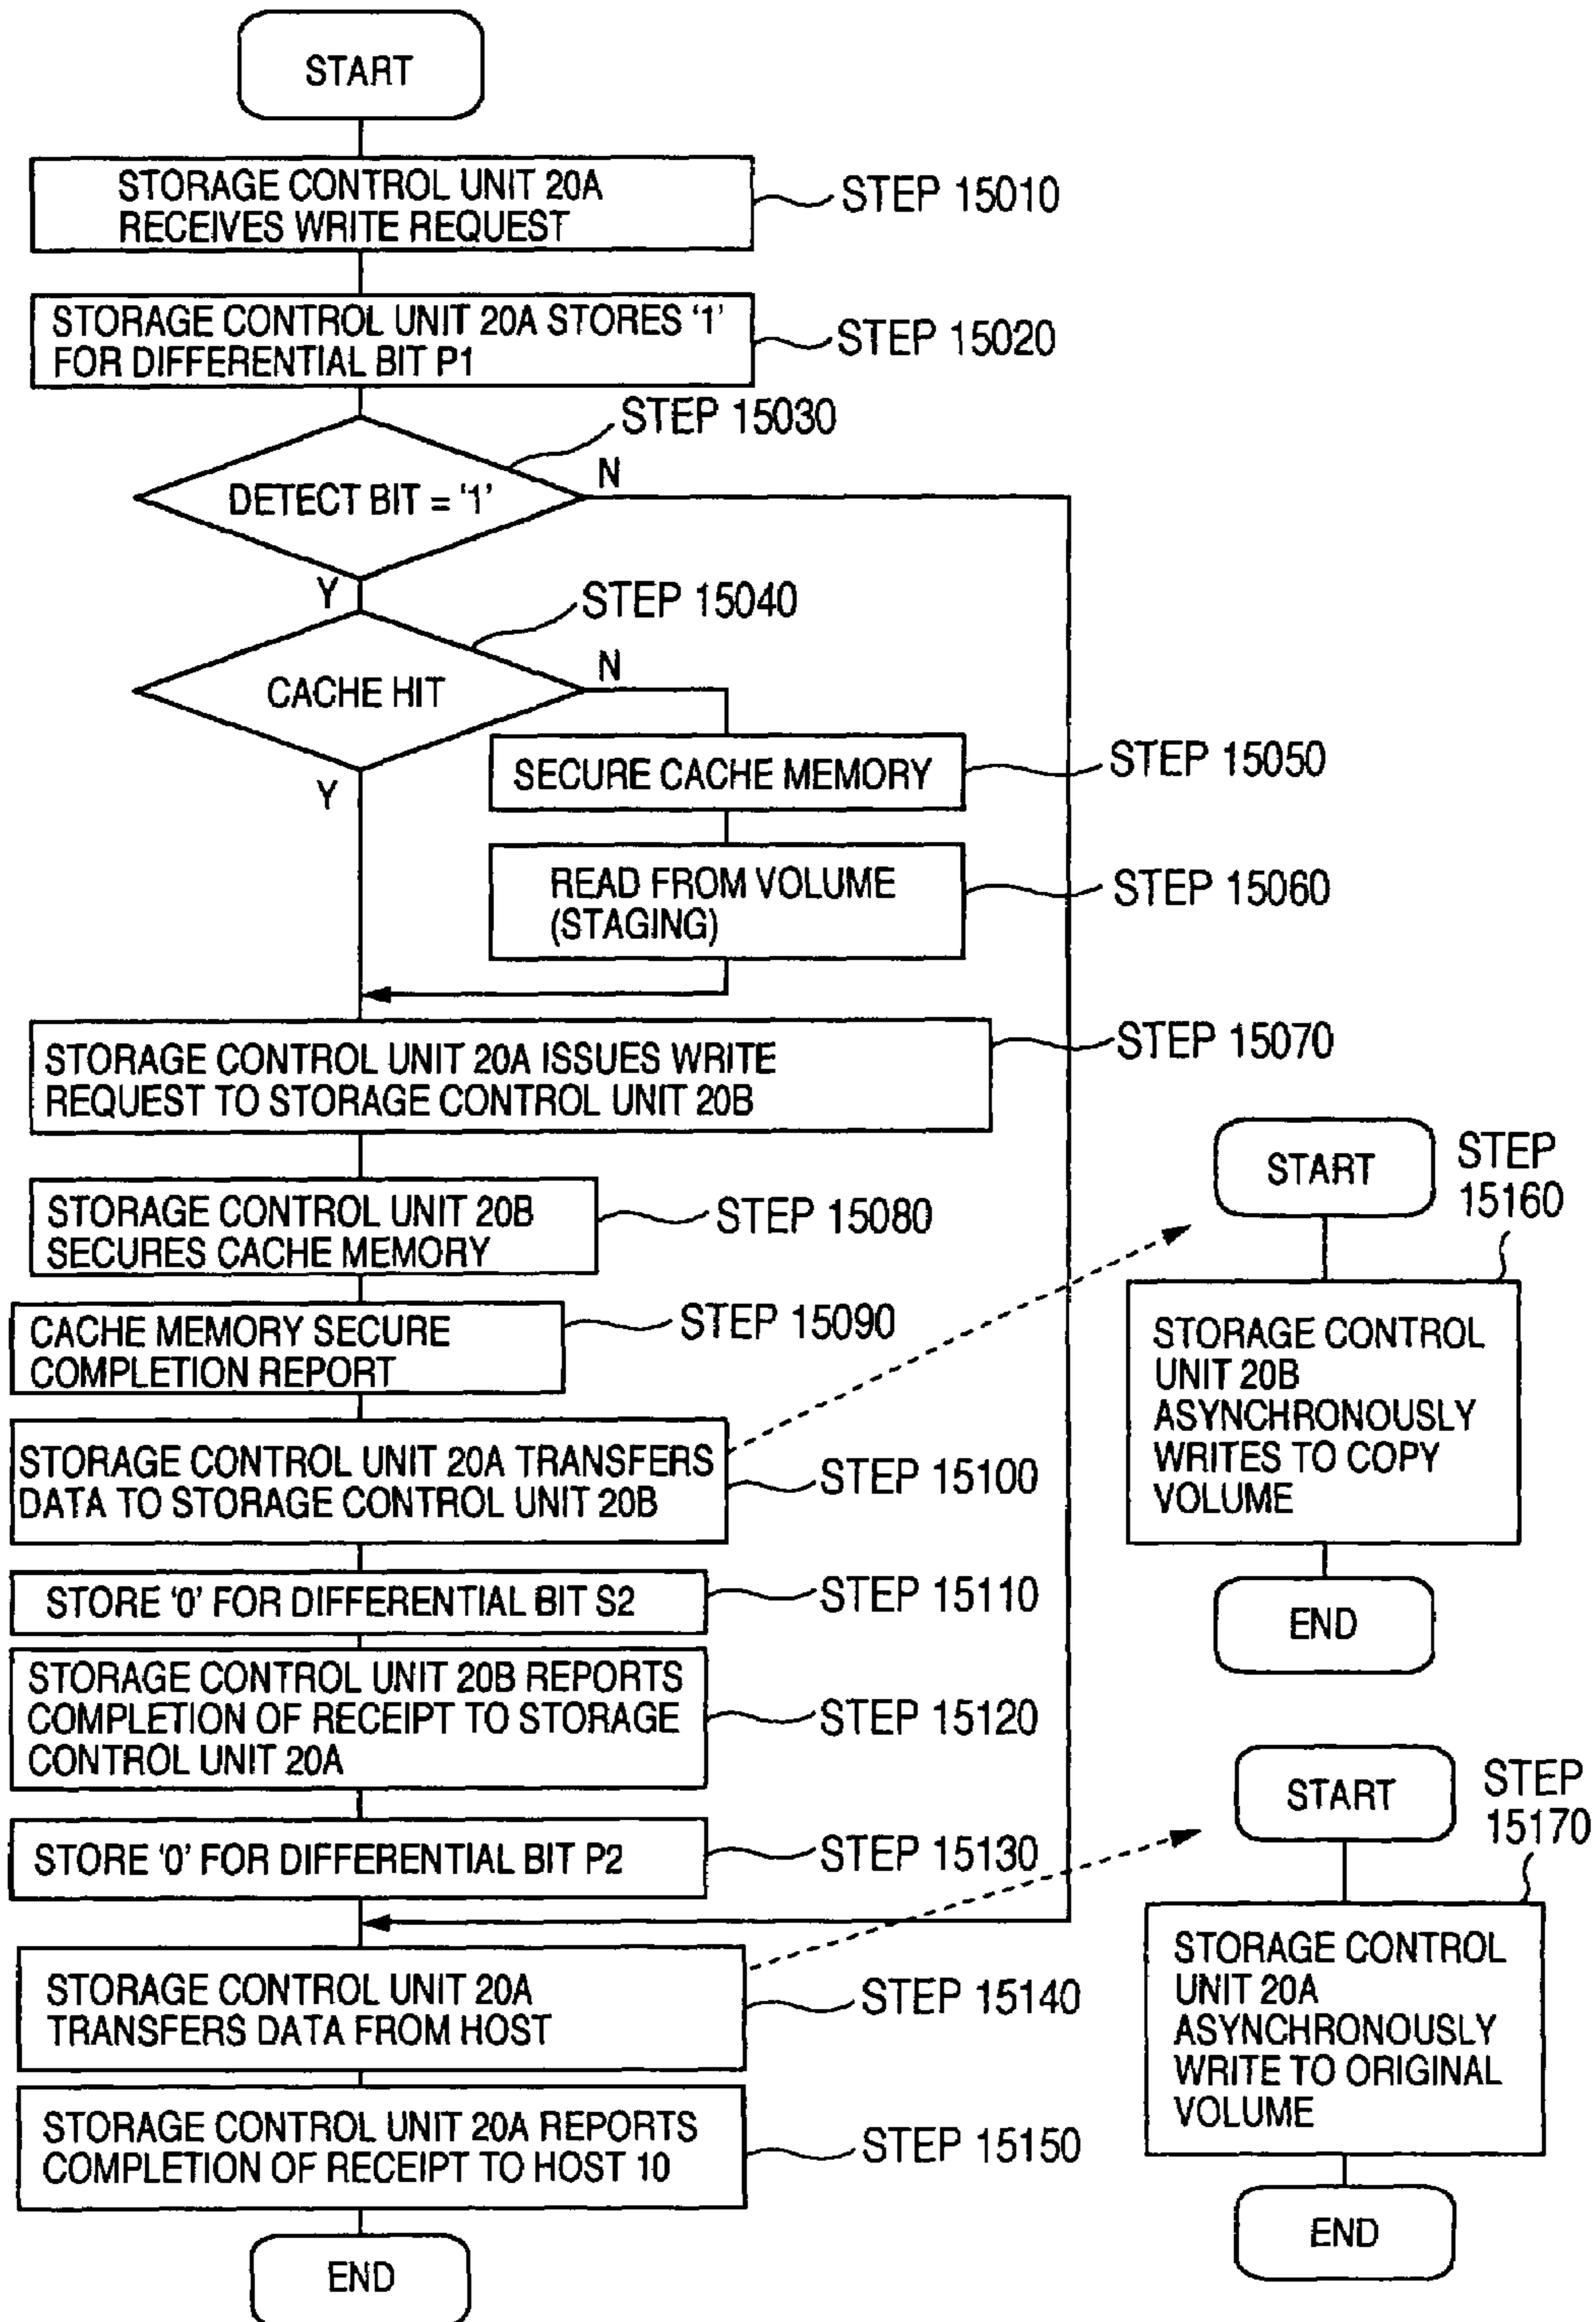 START
STORAGE CONTROL UNIT 20A
RECEIVES WRITE REQUEST
STEP 15010
STORAGE CONTROL UNIT 20A STORES ‘1’
FOR DIFFERENTIAL BIT P1
STEP 15020
STEP 15030
DETECT BIT = ‘1’
N
Y
STEP 15040
CACHE HIT
N
Y
SECURE CACHE MEMORY
STEP 15050
READ FROM VOLUME
(STAGING)
STEP 15060
STORAGE CONTROL UNIT 20A ISSUES WRITE
REQUEST TO STORAGE CONTROL UNIT 20B
STEP 15070
STORAGE CONTROL UNIT 20B
SECURES CACHE MEMORY
STEP 15080
CACHE MEMORY SECURE
COMPLETION REPORT
STEP 15090
STORAGE CONTROL UNIT 20A TRANSFERS
DATA TO STORAGE CONTROL UNIT 20B
STEP 15100
STORE ‘0’ FOR DIFFERENTIAL BIT S2
STEP 15110
STORAGE CONTROL UNIT 20B REPORTS
COMPLETION OF RECEIPT TO STORAGE
CONTROL UNIT 20A
STEP 15120
STORE ‘0’ FOR DIFFERENTIAL BIT P2
STEP 15130
STORAGE CONTROL UNIT 20A
TRANSFERS DATA FROM HOST
STEP 15140
STORAGE CONTROL UNIT 20A REPORTS
COMPLETION OF RECEIPT TO HOST 10
STEP 15150
END
START
STEP
15160
STORAGE CONTROL
UNIT 20B
ASYNCHRONOUSLY
WRITES TO COPY
VOLUME
END
START
STEP
15170
STORAGE CONTROL
UNIT 20A
ASYNCHRONOUSLY
WRITE TO ORIGINAL
VOLUME
END